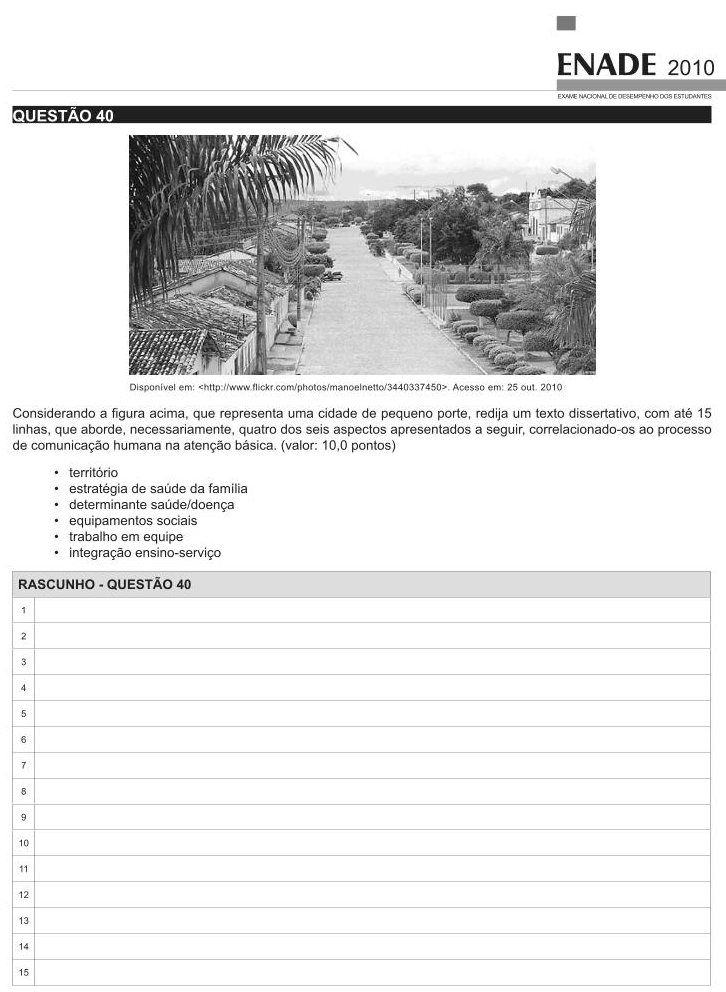 ENADE 2010
EXAME NACIONAL DE DESEMPENHO DOS ESTUDANTES
QUESTÃO 40
Disponível em: <http://www.flickr.com/photos/manoelnetto/3440337450>. Acesso em: 25 out. 2010
Considerando a figura acima, que representa uma cidade de pequeno porte, redija um texto dissertativo, com até 15
linhas, que aborde, necessariamente, quatro dos seis aspectos apresentados a seguir, correlacionado-os ao processo
de comunicação humana na atenção básica. (valor: 10,0 pontos)
• território
• estratégia de saúde da família
• determinante saúde/doença
• equipamentos sociais
• trabalho em equipe
• integração ensino-serviço
RASCUNHO - QUESTÃO 40
1
2
3
4
5
6
7
8
9
10
11
12
13
14
15